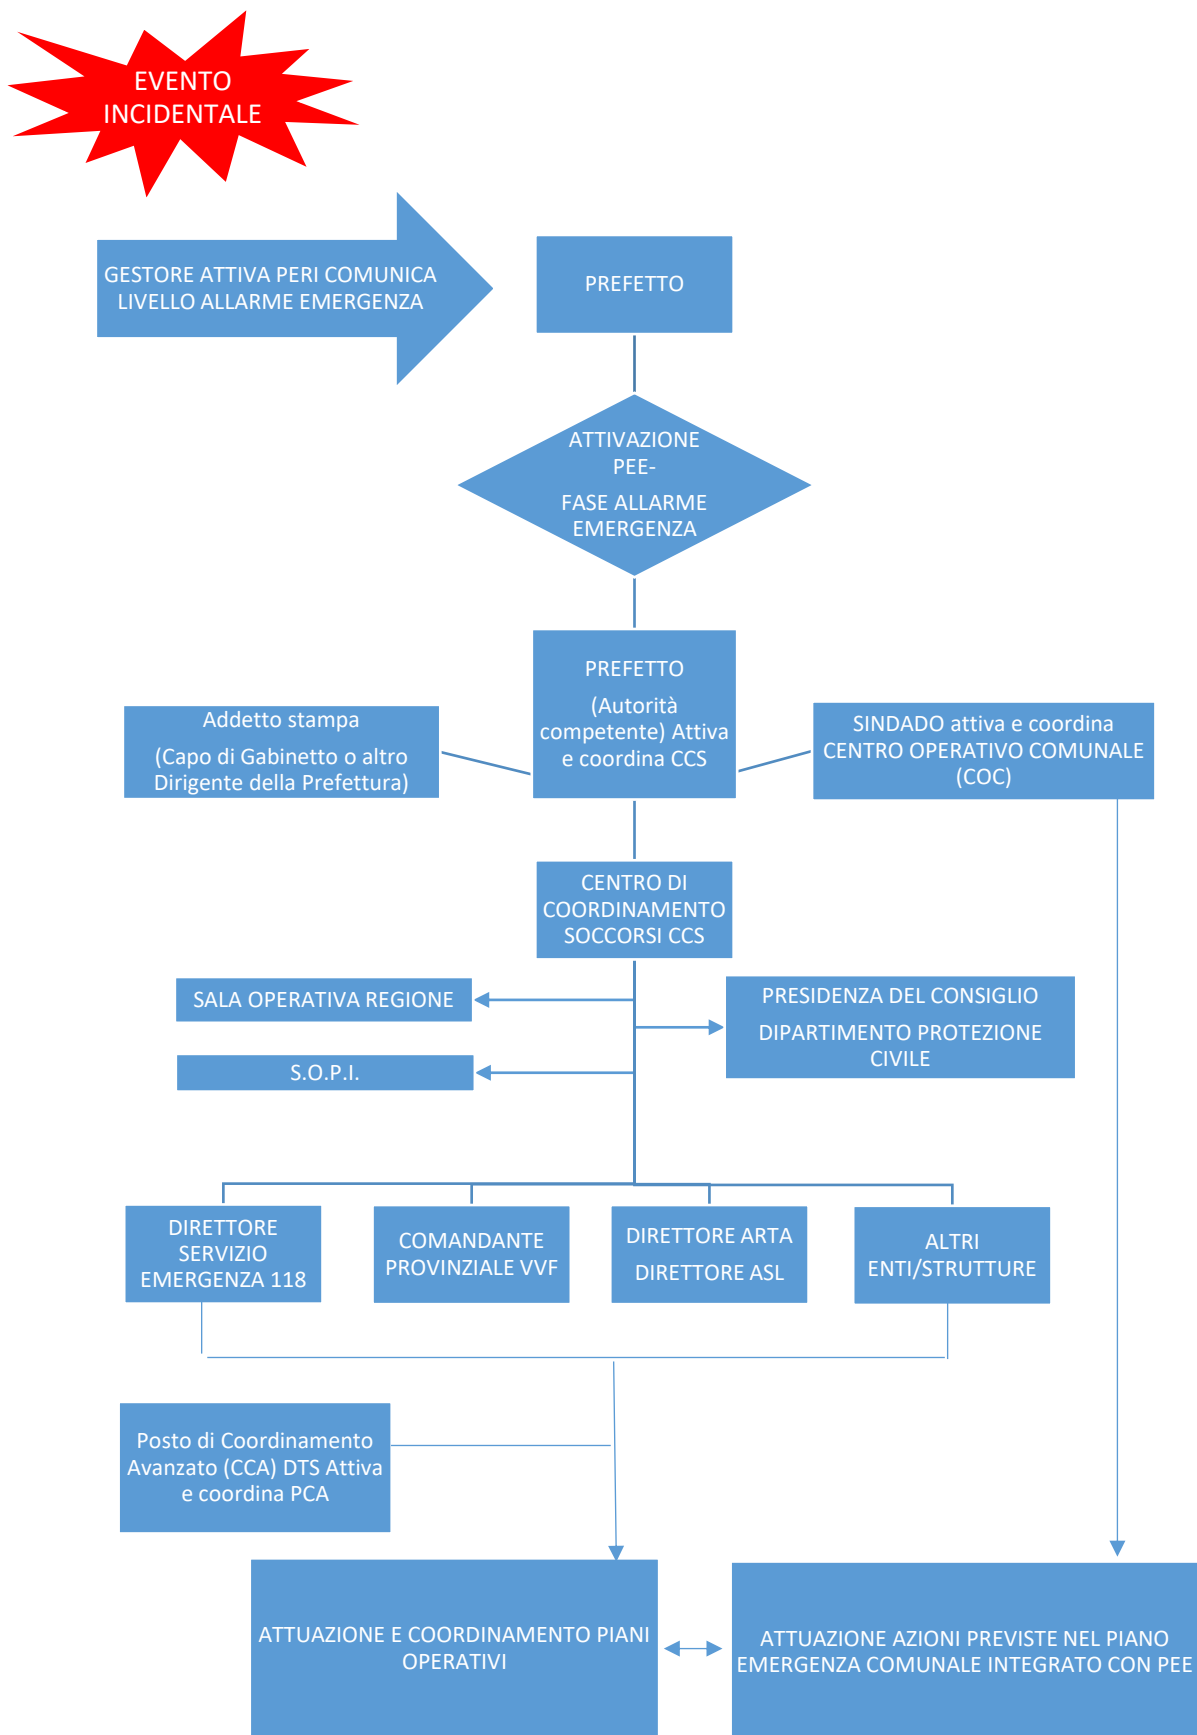 EVENTO
INCIDENTALE
GESTORE ATTIVA PERI COMUNICA
LIVELLO ALLARME EMERGENZA
PREFETTO
ATTIVAZIONE
PEE-
FASE ALLARME
EMERGENZA
PREFETTO
(Autorità
competente) Attiva
e coordina CCS
Addetto stampa
(Capo di Gabinetto o altro
Dirigente della Prefettura)
SINDADO attiva e coordina
CENTRO OPERATIVO COMUNALE
(COC)
CENTRO DI
COORDINAMENTO
SOCCORSI CCS
SALA OPERATIVA REGIONE
PRESIDENZA DEL CONSIGLIO
DIPARTIMENTO PROTEZIONE
CIVILE
S.O.P.I.
DIRETTORE
SERVIZIO
EMERGENZA 118
COMANDANTE
PROVINZIALE VVF
DIRETTORE ARTA
DIRETTORE ASL
ALTRI
ENTI/STRUTTURE
Posto di Coordinamento
Avanzato (CCA) DTS Attiva
e coordina PCA
ATTUAZIONE E COORDINAMENTO PIANI
OPERATIVI
ATTUAZIONE AZIONI PREVISTE NEL PIANO
EMERGENZA COMUNALE INTEGRATO CON PEE